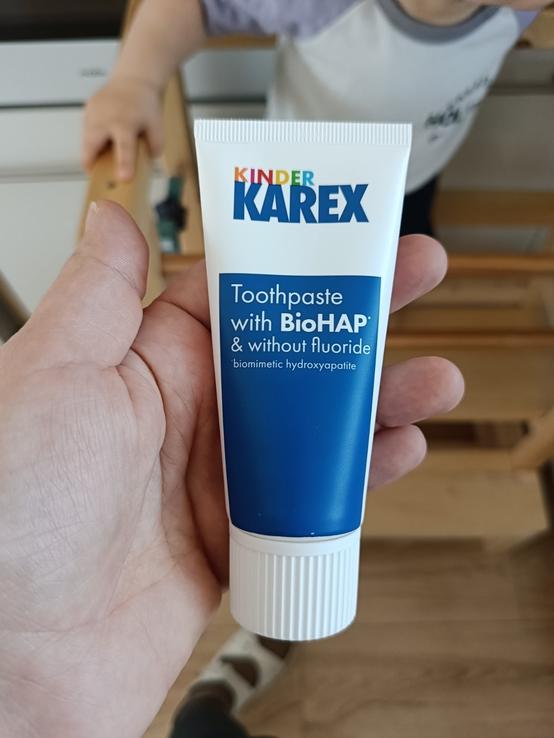 KINDER
KAREX
Toothpaste
with BioHAP*
& without fluoride
*biomimetic hydroxyapatite